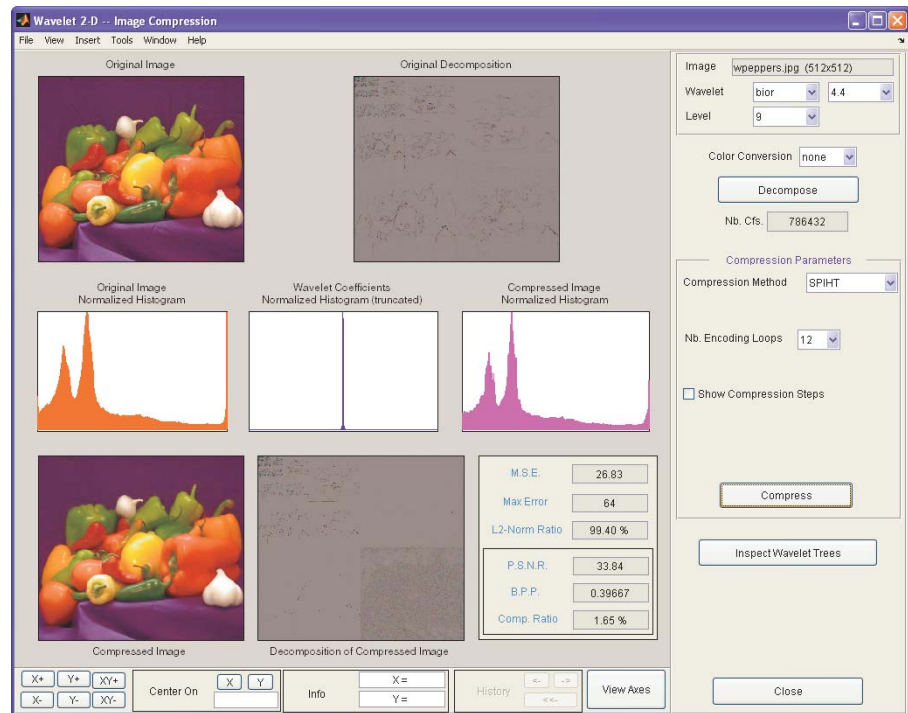 Wavelet 2-D -- Image Compression
File View Insert Tools Window Help
Original Image
Original Decomposition
Original Image
Normalized Histogram
Wavelet Coefficients
Normalized Histogram (truncated)
Compressed Image
Normalized Histogram
Compressed Image
Decomposition of Compressed Image
M.S.E. 26.83
Max Error 64
L2-Norm Ratio 99.40 %
P.S.N.R. 33.84
B.P.P. 0.39667
Comp. Ratio 1.65 %
Image wpeppers.jpg (512x512)
Wavelet bior 4.4
Level 9
Color Conversion none
Decompose
Nb. Cfs. 786432
Compression Parameters
Compression Method SPIHT
Nb. Encoding Loops 12
Show Compression Steps
Compress
Inspect Wavelet Trees
Close
X+ Y+ XY+
X- Y- XY-
Center On X Y
Info X = Y =
History <- -> <<-
View Axes